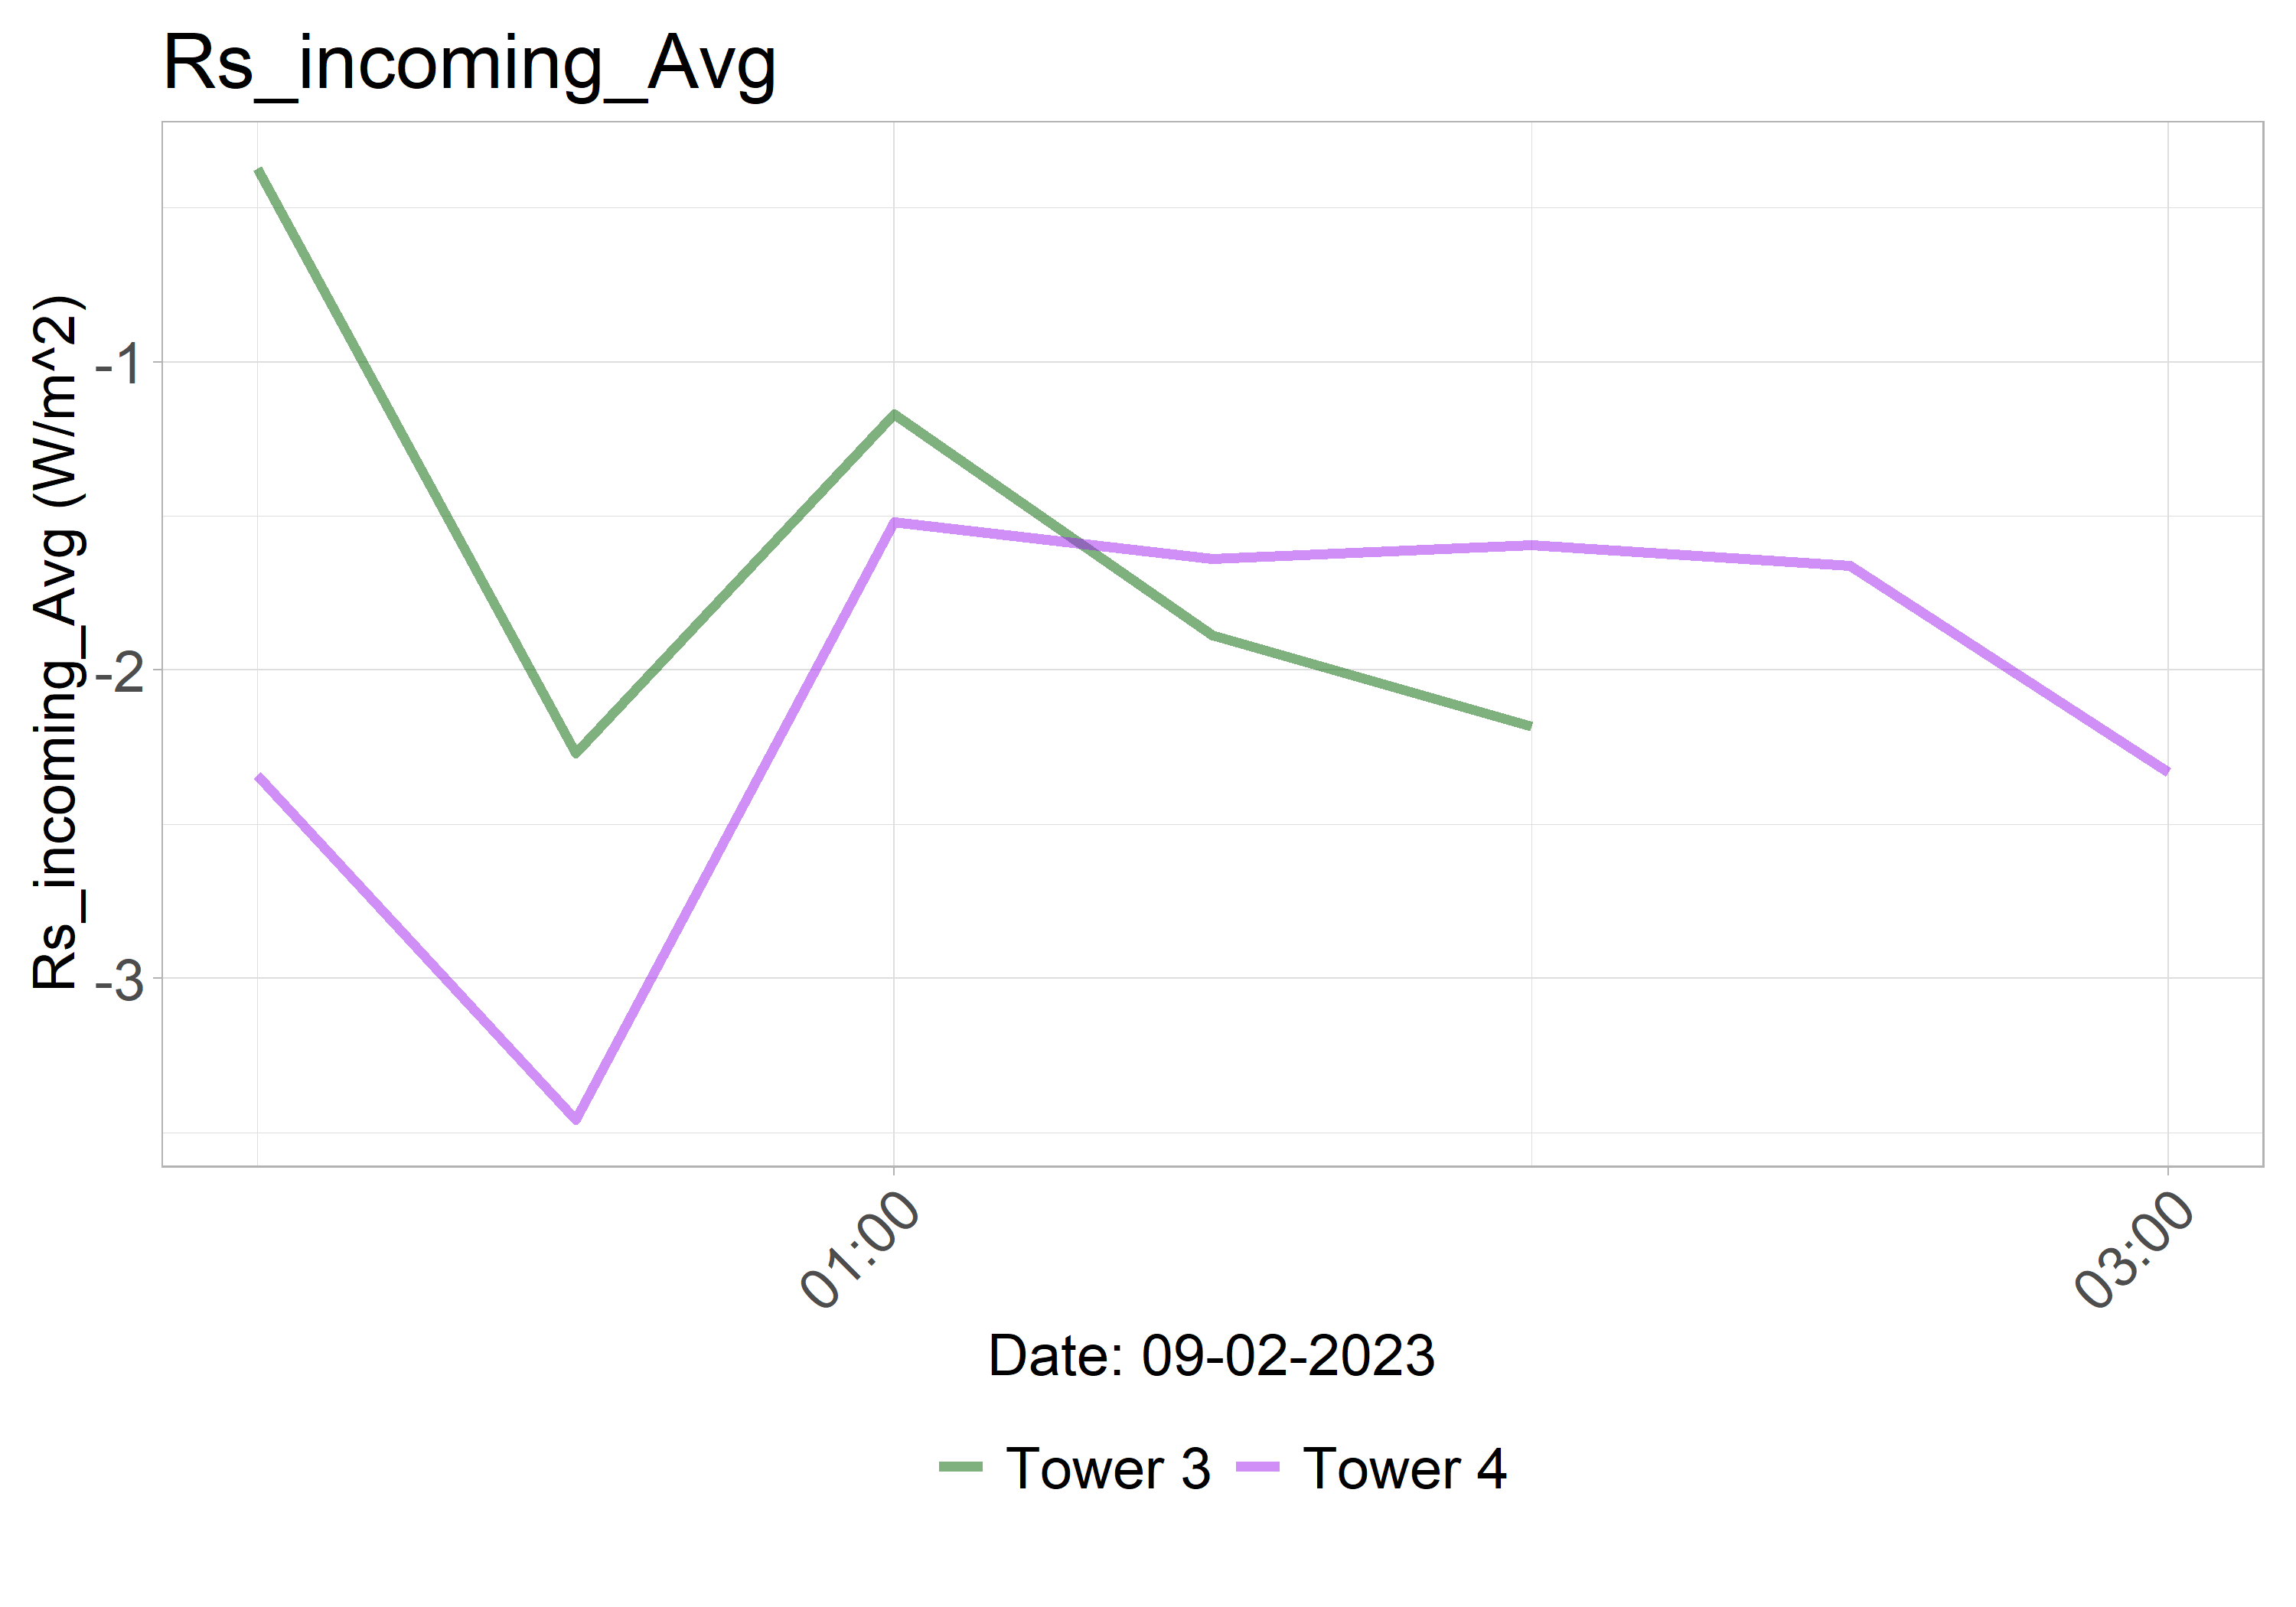 Rs_incoming_Avg
Rs_incoming_Avg (W/m^2)
-1
-2
-3
01:00
03:00
Date: 09-02-2023
Tower 3
Tower 4